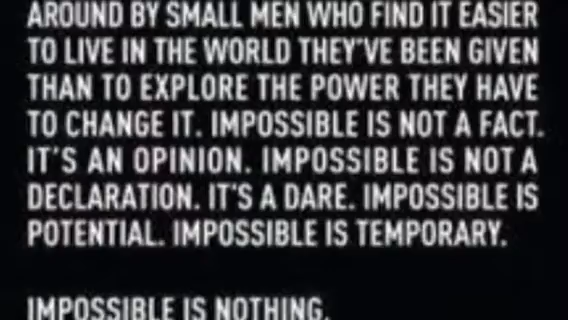 AROUND BY SMALL MEN WHO FIND IT EASIER
TO LIVE IN THE WORLD THEY'VE BEEN GIVEN
THAN TO EXPLORE THE POWER THEY HAVE
TO CHANGE IT. IMPOSSIBLE IS NOT A FACT.
IT'S AN OPINION. IMPOSSIBLE IS NOT A
DECLARATION. IT'S A DARE. IMPOSSIBLE IS
POTENTIAL. IMPOSSIBLE IS TEMPORARY.
IMPOSSIBLE IS NOTHING.